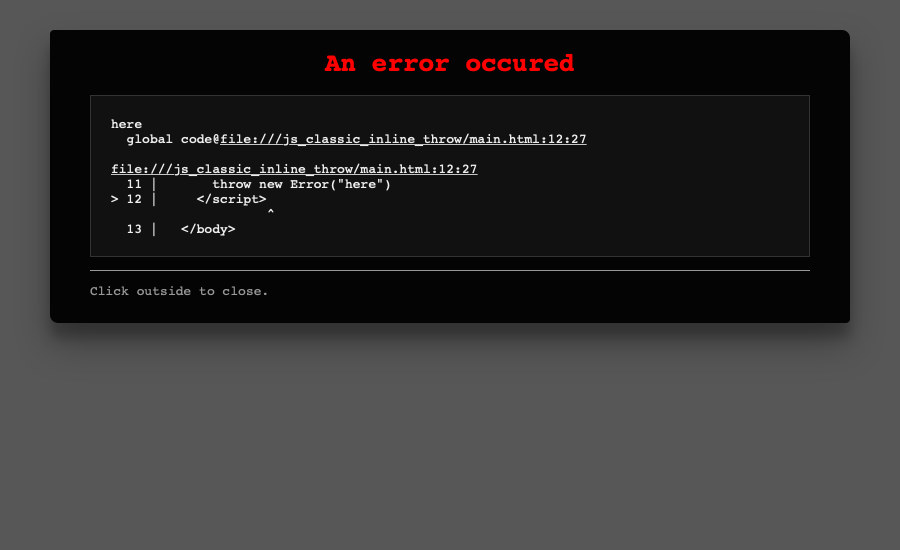 An error occured
here
  global code@file:///js_classic_inline_throw/main.html:12:27
file:///js_classic_inline_throw/main.html:12:27
  11 |       throw new Error("here")
> 12 |     </script>
                    ^
  13 |   </body>
Click outside to close.